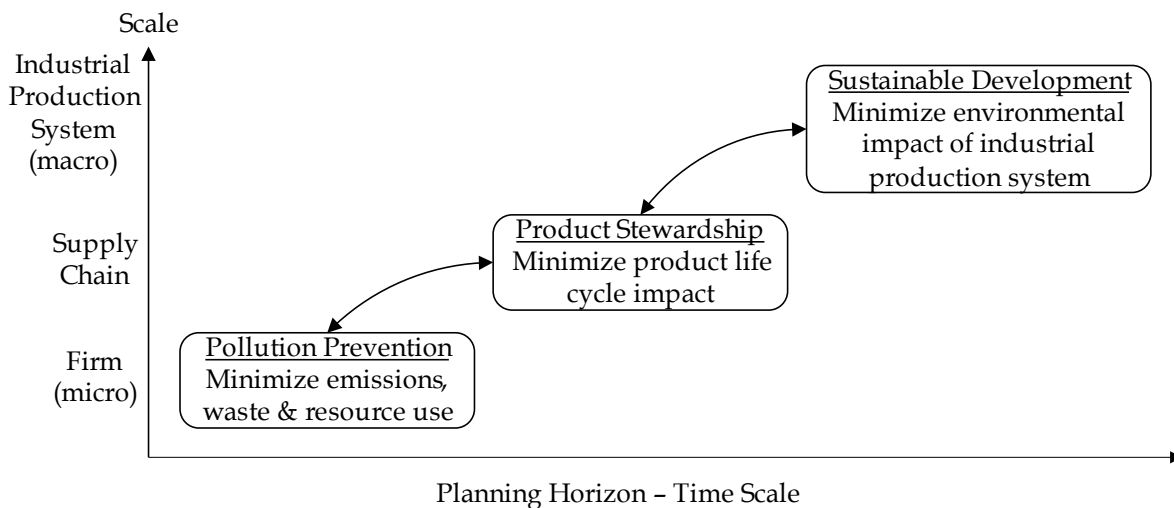 Scale
Industrial
Production
System
(macro)
Sustainable Development
Minimize environmental
impact of industrial
production system
Supply
Chain
Product Stewardship
Minimize product life
cycle impact
Firm
(micro)
Pollution Prevention
Minimize emissions,
waste & resource use
Planning Horizon – Time Scale